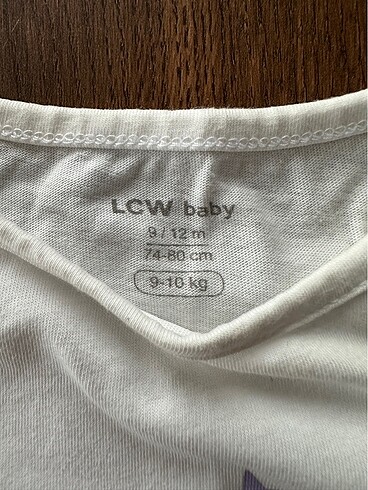 LCW baby
9 / 12 m
74-80 cm
9-10 kg